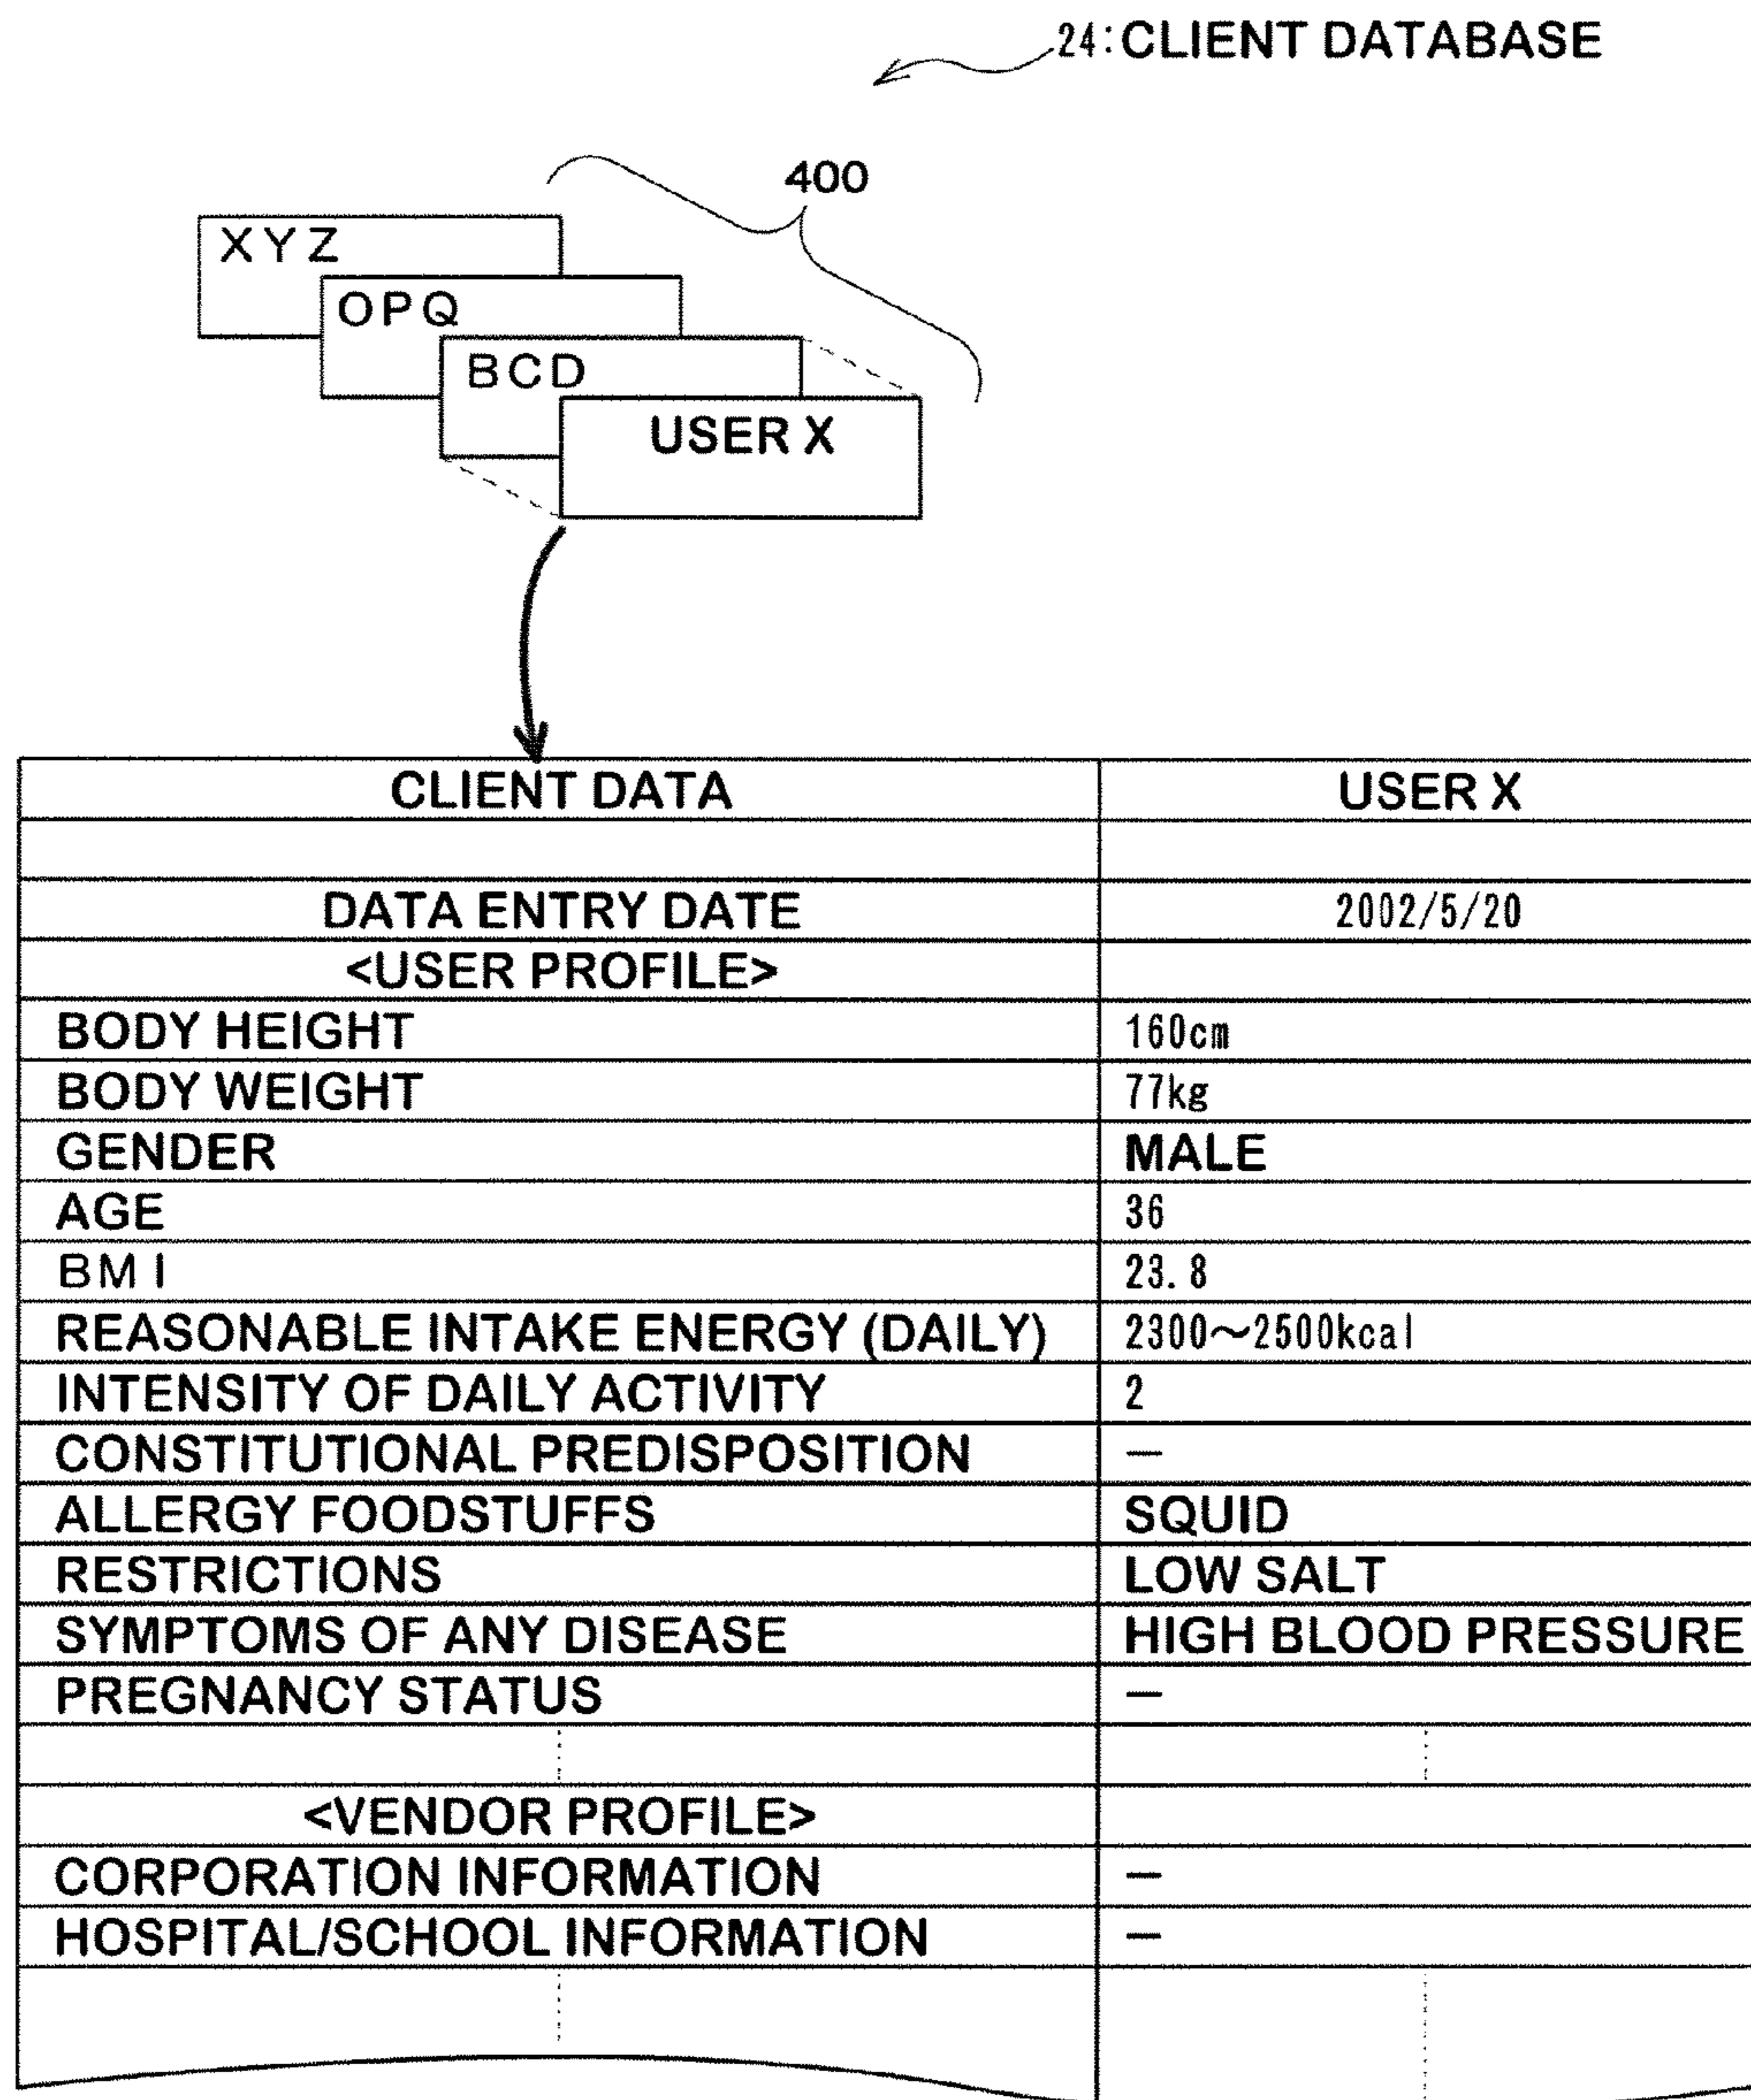 24:CLIENT DATABASE
400
XYZ
OPQ
BCD
USER X
CLIENT DATA USER X
DATA ENTRY DATE 2002/5/20
<USER PROFILE>
BODY HEIGHT 160cm
BODY WEIGHT 77kg
GENDER MALE
AGE 36
BMI 23.8
REASONABLE INTAKE ENERGY (DAILY) 2300〜2500kcal
INTENSITY OF DAILY ACTIVITY 2
CONSTITUTIONAL PREDISPOSITION —
ALLERGY FOODSTUFFS SQUID
RESTRICTIONS LOW SALT
SYMPTOMS OF ANY DISEASE HIGH BLOOD PRESSURE
PREGNANCY STATUS —
<VENDOR PROFILE>
CORPORATION INFORMATION —
HOSPITAL/SCHOOL INFORMATION —